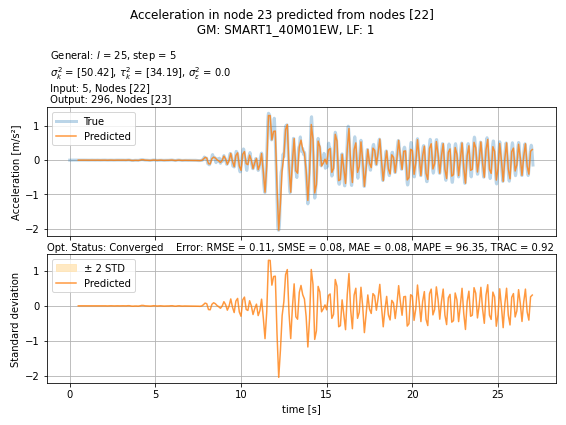 Acceleration in node 23 predicted from nodes [22]
GM: SMART1_40M01EW, LF: 1
General: l = 25, step = 5
σ²ₖ = [50.42], τ²ₖ = [34.19], σ²ε = 0.0
Input: 5, Nodes [22]
Output: 296, Nodes [23]
True
Predicted
Acceleration [m/s²]
1
0
−1
−2
Opt. Status: Converged    Error: RMSE = 0.11, SMSE = 0.08, MAE = 0.08, MAPE = 96.35, TRAC = 0.92
± 2 STD
Predicted
Standard deviation
1
0
−1
−2
0 5 10 15 20 25
time [s]